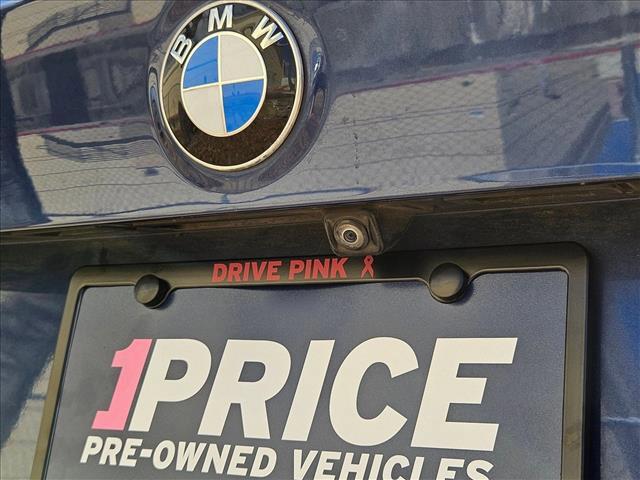 BMW
DRIVE PINK
1PRICE
PRE-OWNED VEHICLES